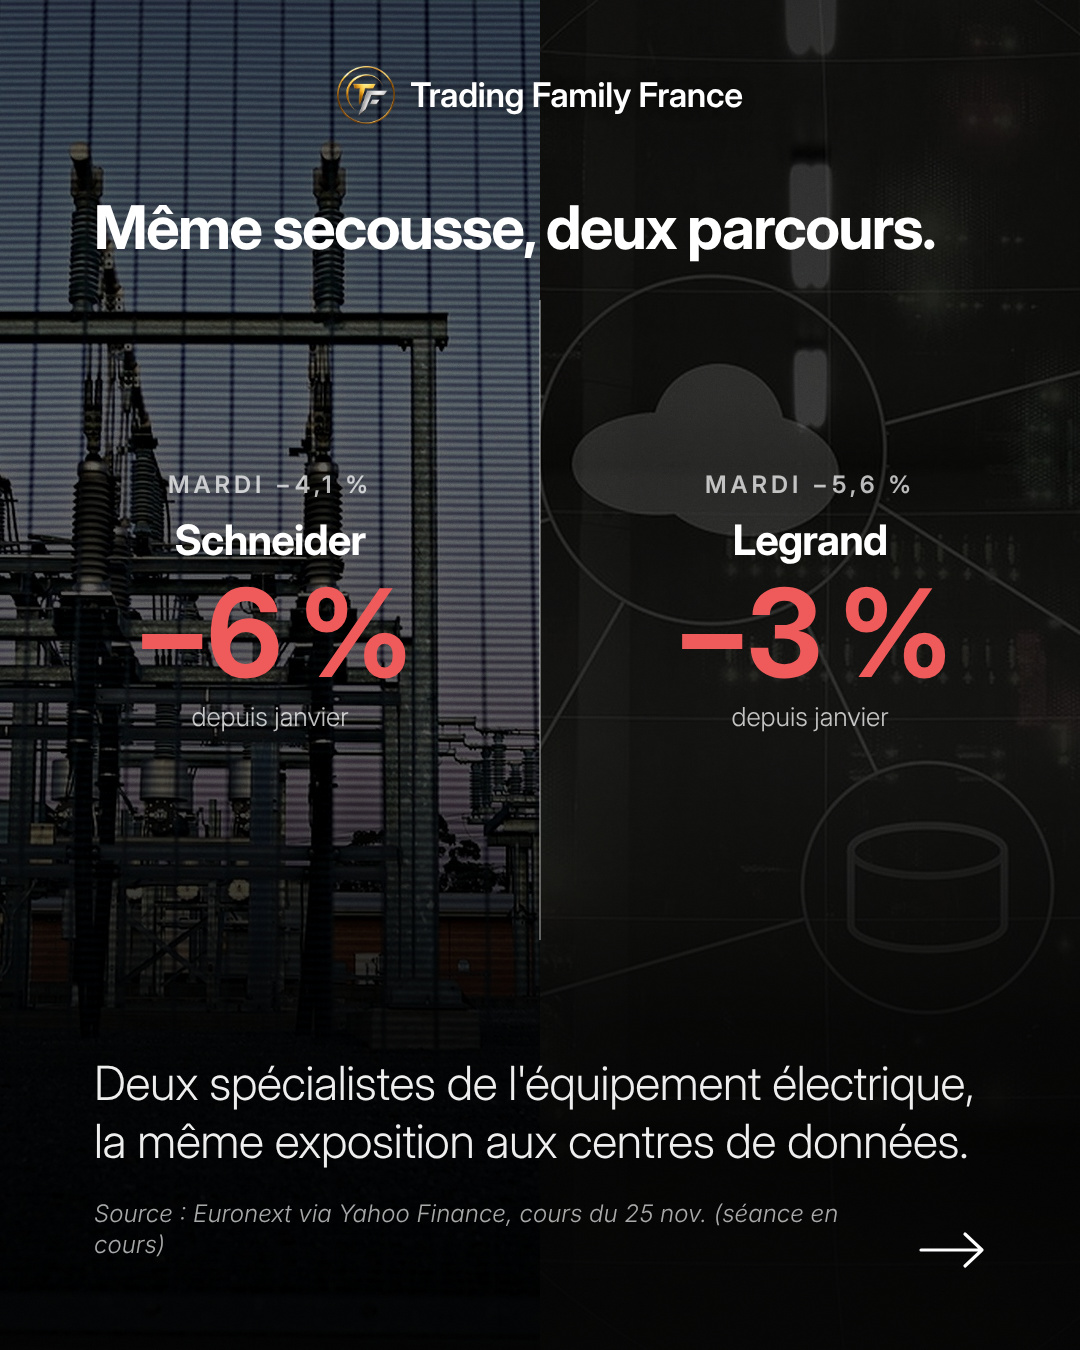 Trading Family France
Même secousse, deux parcours.
MARDI −4,1 %
Schneider
−6 %
depuis janvier
MARDI −5,6 %
Legrand
−3 %
depuis janvier
Deux spécialistes de l'équipement électrique,
la même exposition aux centres de données.
Source : Euronext via Yahoo Finance, cours du 25 nov. (séance en
cours)